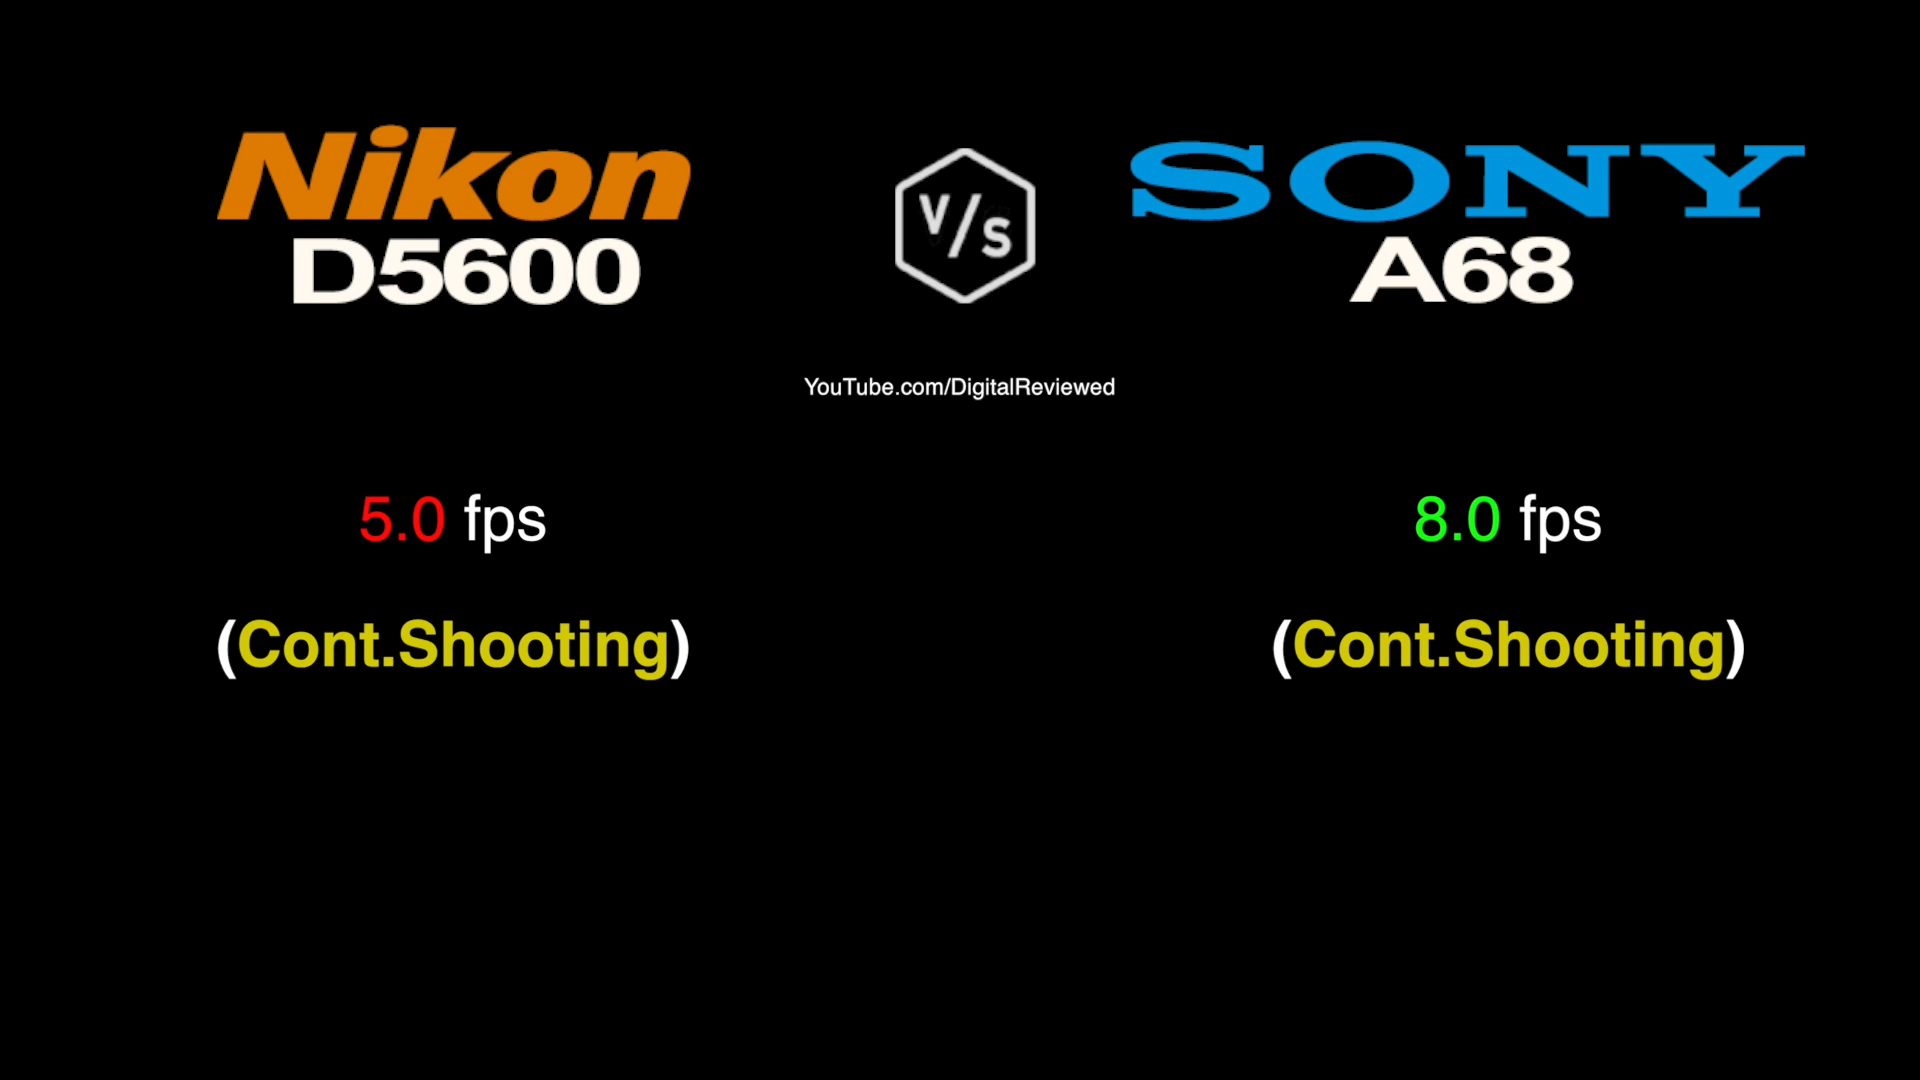 Nikon
D5600
V/S
SONY
A68
YouTube.com/DigitalReviewed
5.0 fps
(Cont.Shooting)
8.0 fps
(Cont.Shooting)